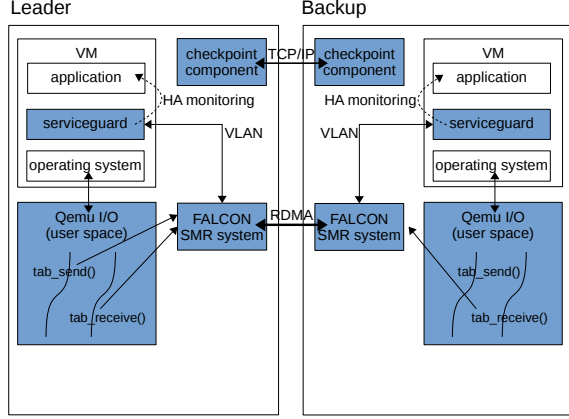 Leader
VM
application
HA monitoring
serviceguard
operating system
Qemu I/O
(user space)
tab_send()
tab_receive()
checkpoint
component
VLAN
FALCON
SMR system
TCP/IP
RDMA
Backup
checkpoint
component
VLAN
FALCON
SMR system
VM
application
HA monitoring
serviceguard
operating system
Qemu I/O
(user space)
tab_send()
tab_receive()